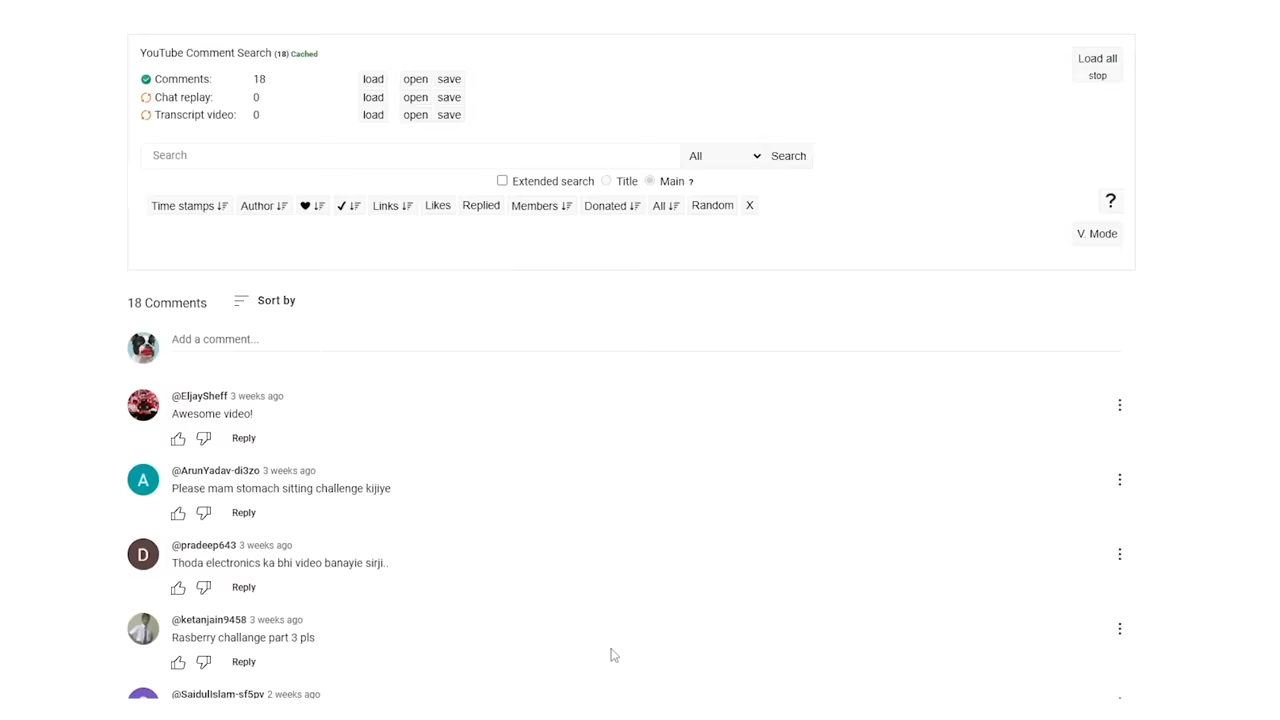 YouTube Comment Search (18) Cached
Load all
stop
Comments: 18 load open save
Chat replay: 0 load open save
Transcript video: 0 load open save
Search All Search
Extended search Title Main ?
Time stamps Author Links Likes Replied Members Donated All Random X
?
V. Mode
18 Comments Sort by
Add a comment...
@EljaySheff 3 weeks ago
Awesome video!
Reply
A
@ArunYadav-di3zo 3 weeks ago
Please mam stomach sitting challenge kijiye
Reply
D
@pradeep643 3 weeks ago
Thoda electronics ka bhi video banayie sirji..
Reply
@ketanjain9458 3 weeks ago
Rasberry challange part 3 pls
Reply
@SaidulIslam-sf5pv 2 weeks ago